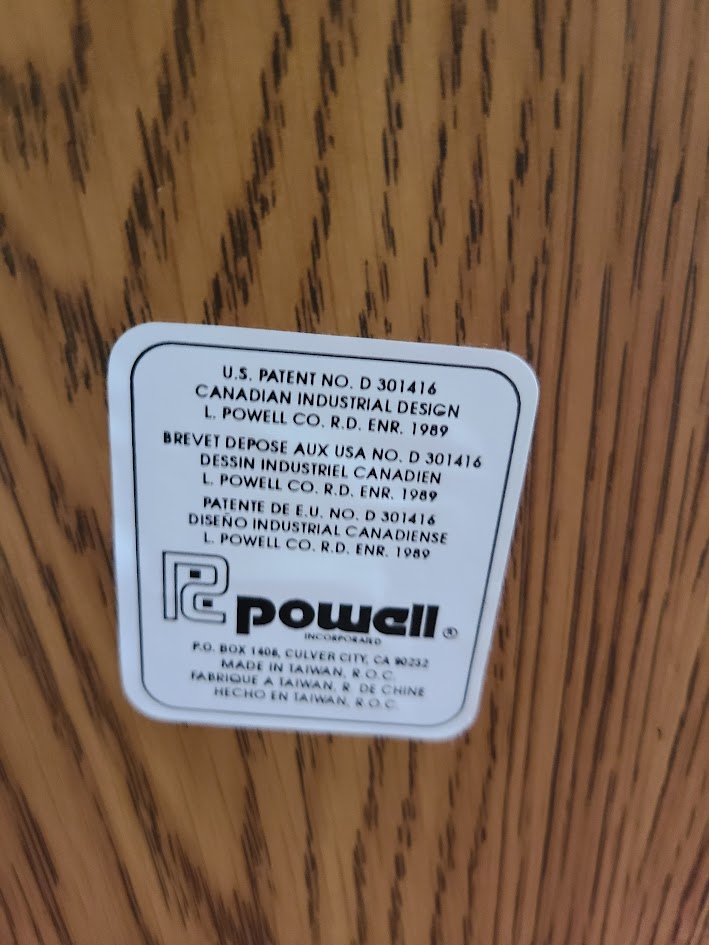 U.S. PATENT NO. D 301416
CANADIAN INDUSTRIAL DESIGN
L. POWELL CO. R.D. ENR. 1989
BREVET DEPOSE AUX USA NO. D 301416
DESSIN INDUSTRIEL CANADIEN
L. POWELL CO. R.D. ENR. 1989
PATENTE DE E.U. NO. D 301416
DISEÑO INDUSTRIAL CANADIENSE
L. POWELL CO. R.D. ENR. 1989
PC powell ®
INCORPORATED
P.O. BOX 1408, CULVER CITY, CA 90232
MADE IN TAIWAN, R.O.C.
FABRIQUE A TAIWAN, R. DE CHINE
HECHO EN TAIWAN, R.O.C.